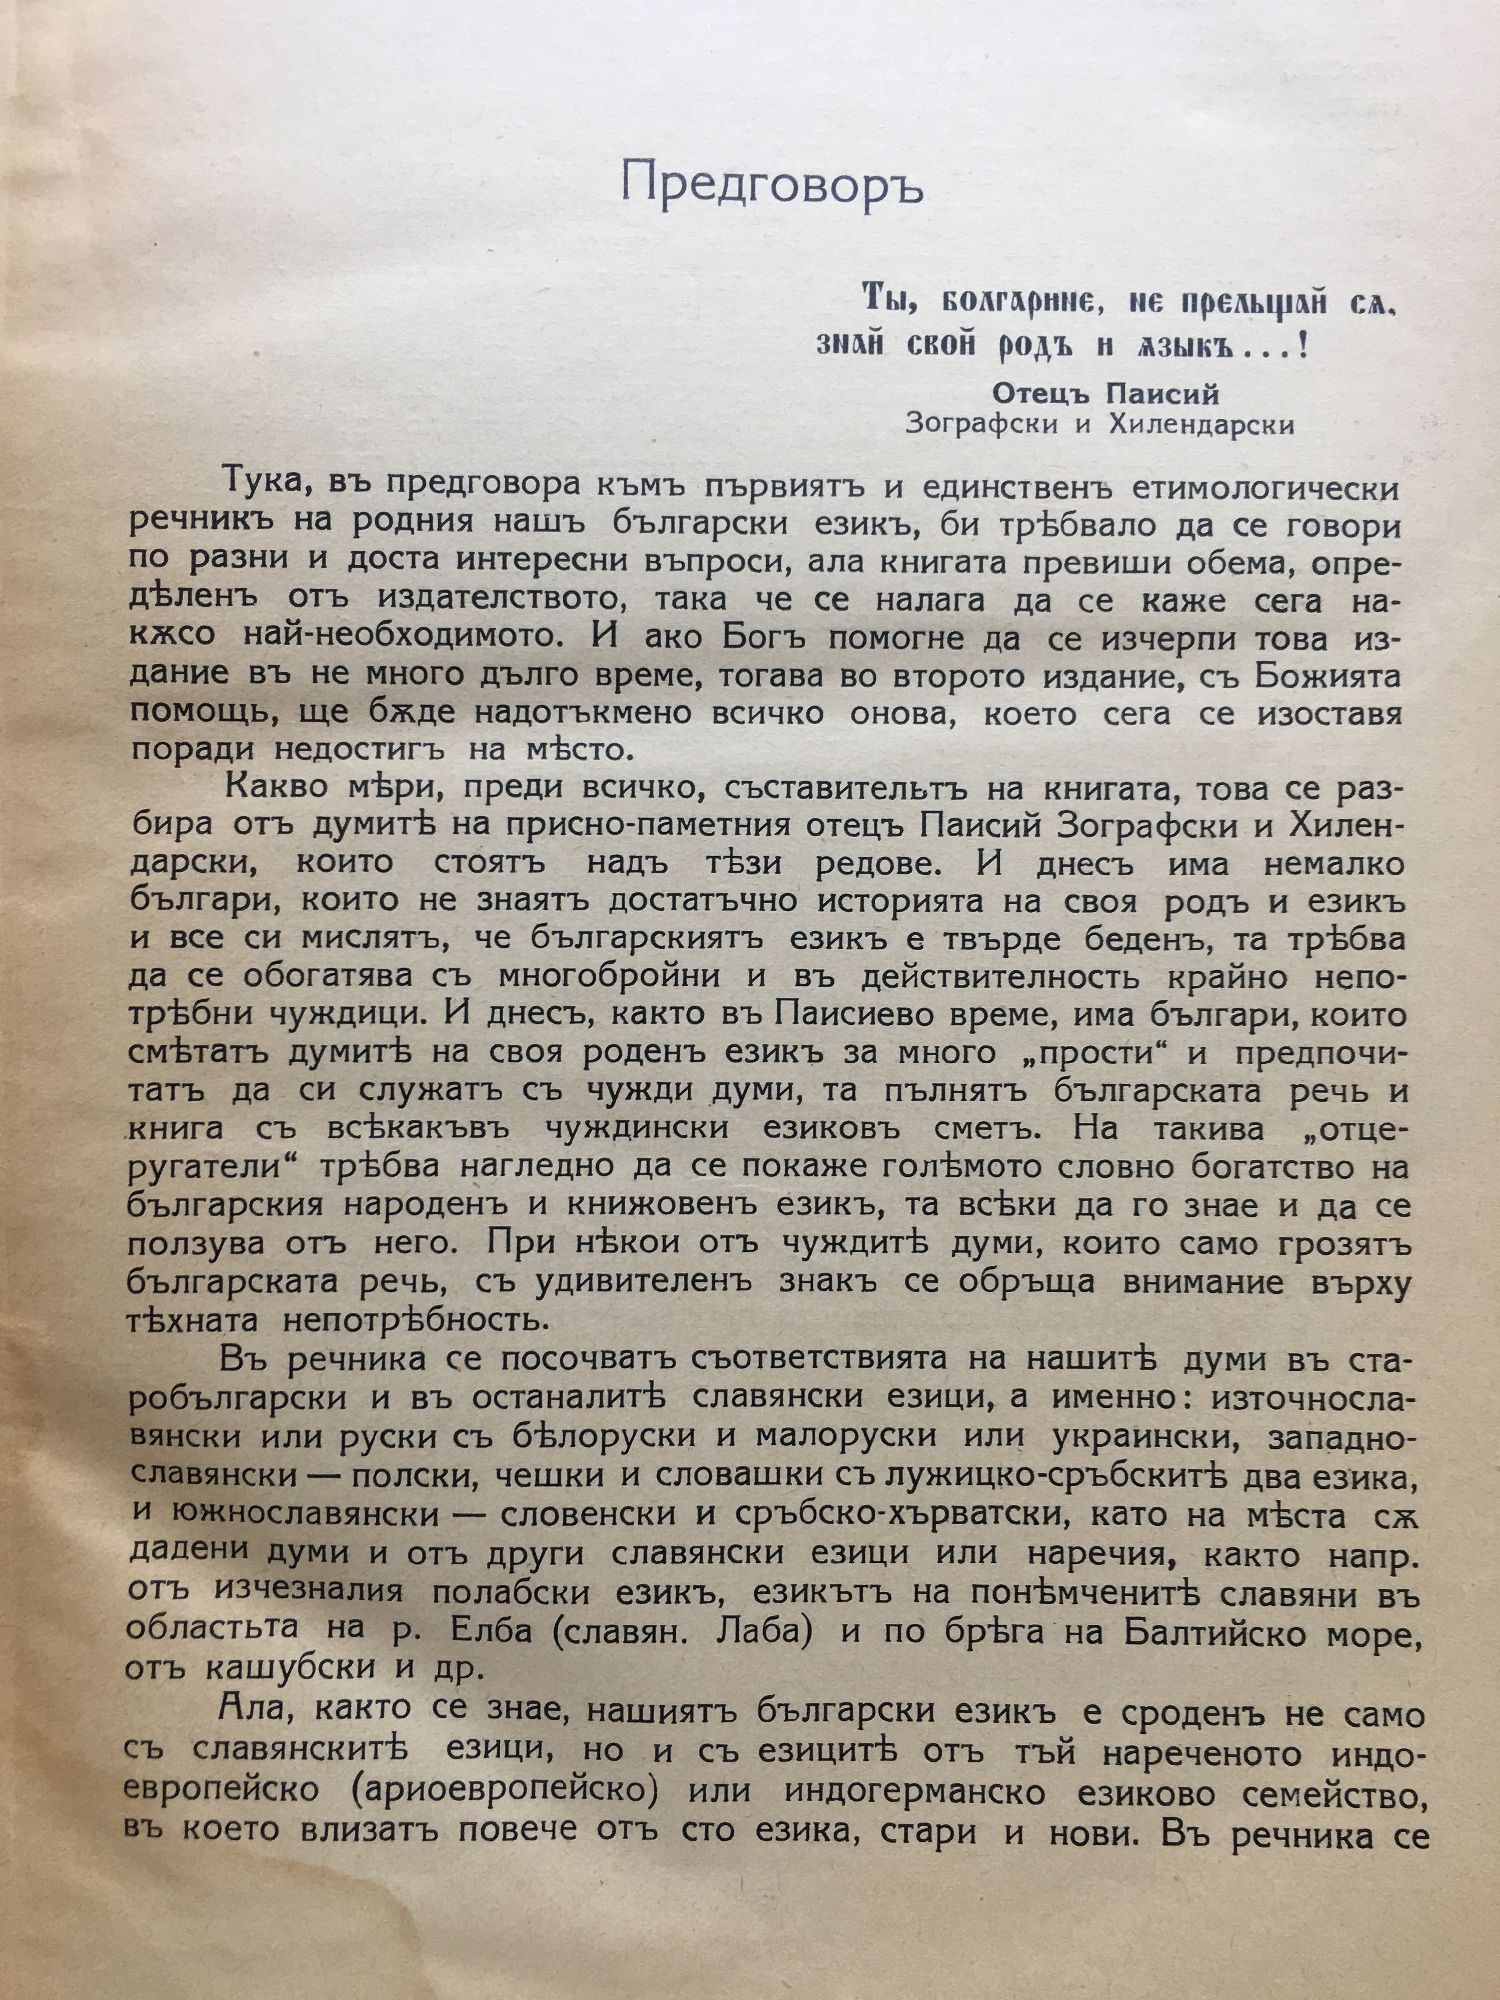 Предговоръ
Ты, болгарине, не прельщай сѧ,
знай свой родъ и ѧзыкъ...!
Отецъ Паисий
Зографски и Хилендарски
Тука, въ предговора къмъ първиятъ и единственъ етимологически
речникъ на родния нашъ български езикъ, би трѣбвало да се говори
по разни и доста интересни въпроси, ала книгата превиши обема, опре-
дѣленъ отъ издателството, така че се налага да се каже сега на-
кѫсо най-необходимото. И ако Богъ помогне да се изчерпи това из-
дание въ не много дълго време, тогава во второто издание, съ Божията
помощь, ще бѫде надотъкмено всичко онова, което сега се изоставя
поради недостигъ на мѣсто.
Какво мѣри, преди всичко, съставительтъ на книгата, това се раз-
бира отъ думитѣ на присно-паметния отецъ Паисий Зографски и Хилен-
дарски, които стоятъ надъ тѣзи редове. И днесъ има немалко
българи, които не знаятъ достатъчно историята на своя родъ и езикъ
и все си мислятъ, че българскиятъ езикъ е твърде беденъ, та трѣбва
да се обогатява съ многобройни и въ действителность крайно непо-
трѣбни чуждици. И днесъ, както въ Паисиево време, има българи, които
смѣтатъ думитѣ на своя роденъ езикъ за много „прости“ и предпочи-
татъ да си служатъ съ чужди думи, та пълнятъ българската речь и
книга съ всѣкакъвъ чуждински езиковъ сметъ. На такива „отце-
ругатели“ трѣбва нагледно да се покаже голѣмото словно богатство на
българския народенъ и книжовенъ езикъ, та всѣки да го знае и да се
ползува отъ него. При нѣкои отъ чуждитѣ думи, които само грозятъ
българската речь, съ удивителенъ знакъ се обръща внимание върху
тѣхната непотрѣбность.
Въ речника се посочватъ съответствията на нашитѣ думи въ ста-
робългарски и въ останалитѣ славянски езици, а именно: източносла-
вянски или руски съ бѣлоруски и малоруски или украински, западно-
славянски — полски, чешки и словашки съ лужицко-сръбскитѣ два езика,
и южнославянски — словенски и сръбско-хърватски, като на мѣста сѫ
дадени думи и отъ други славянски езици или наречия, както напр.
отъ изчезналия полабски езикъ, езикътъ на понѣмченитѣ славяни въ
областьта на р. Елба (славян. Лаба) и по брѣга на Балтийско море,
отъ кашубски и др.
Ала, както се знае, нашиятъ български езикъ е сроденъ не само
съ славянскитѣ езици, но и съ езицитѣ отъ тъй нареченото индо-
европейско (ариоевропейско) или индогерманско езиково семейство,
въ което влизатъ повече отъ сто езика, стари и нови. Въ речника се